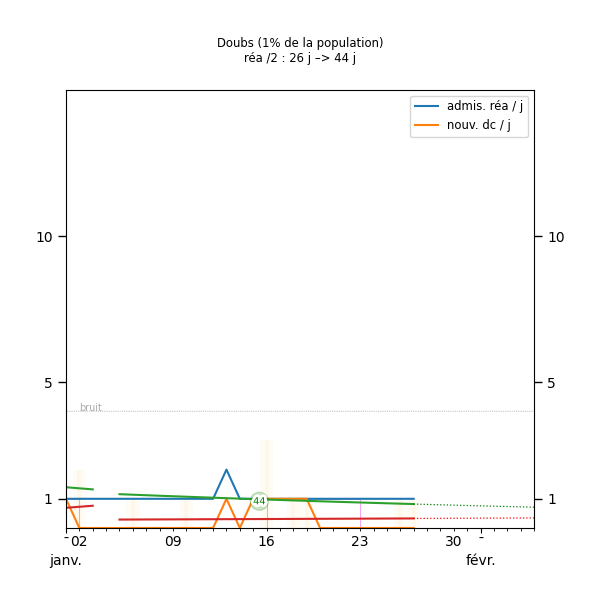 Doubs (1% de la population)
réa /2 : 26 j –> 44 j
admis. réa / j
nouv. dc / j
10 10
5 5
bruit
44
1 1
02 09 16 23 30
janv. févr.